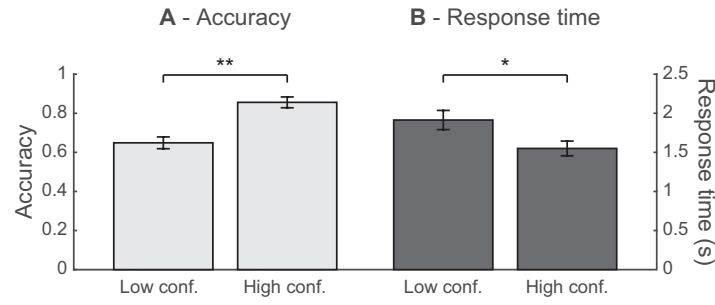 A - Accuracy
B - Response time
**
*
1
0.8
0.6
0.4
0.2
0
Accuracy
2.5
2
1.5
1
0.5
0
Response time (s)
Low conf.
High conf.
Low conf.
High conf.